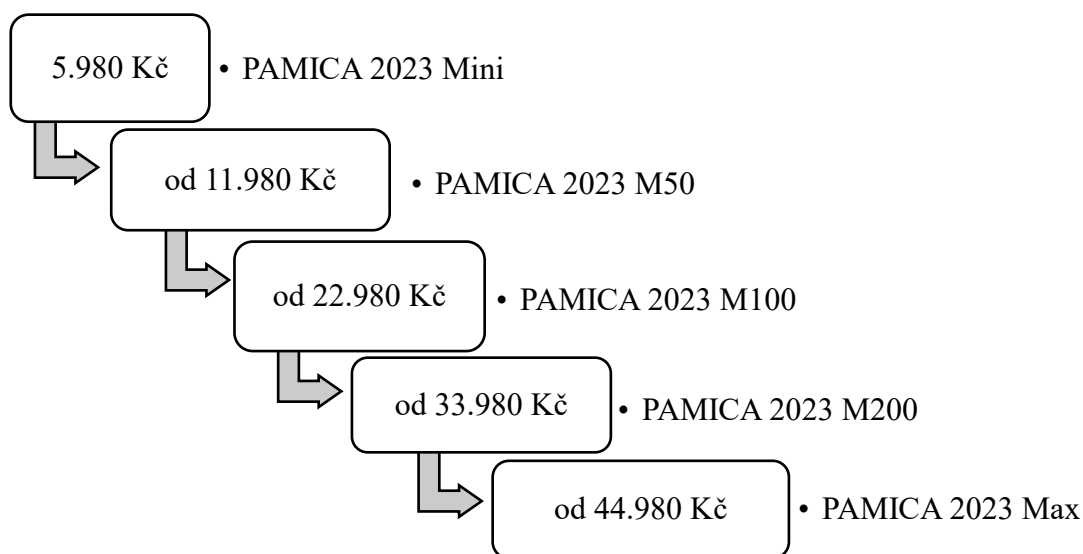 5.980 Kč • PAMICA 2023 Mini
od 11.980 Kč • PAMICA 2023 M50
od 22.980 Kč • PAMICA 2023 M100
od 33.980 Kč • PAMICA 2023 M200
od 44.980 Kč • PAMICA 2023 Max